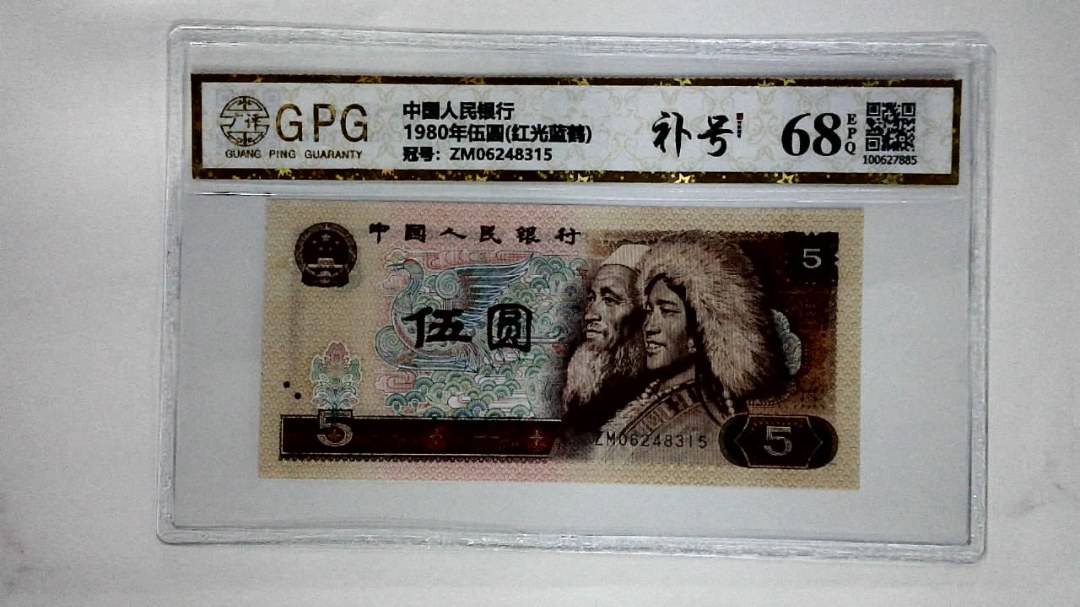 GPG
GUANG PING GUARANTY
中国人民银行
1980年伍圆(红光蓝鹤)
冠号：ZM06248315
补号
68
EPQ
100627885
中国人民银行
5
伍圆
5
ZM06248315
5